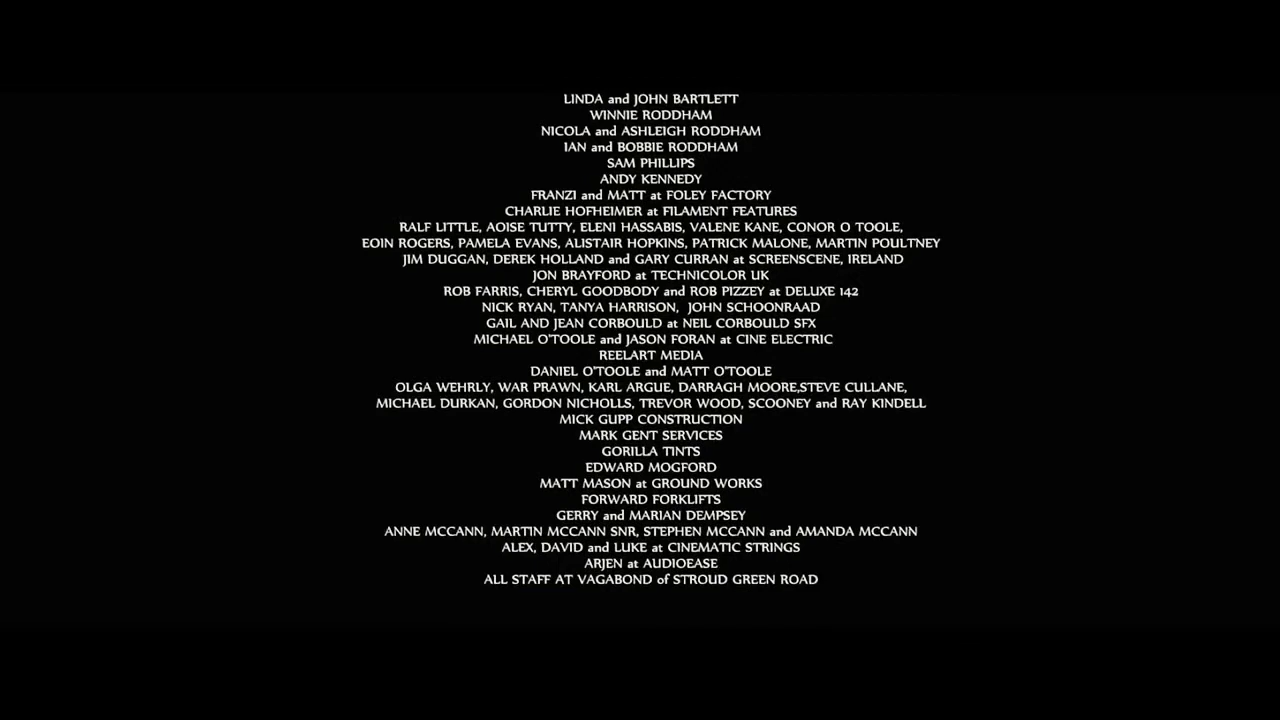 LINDA and JOHN BARTLETT
WINNIE RODDHAM
NICOLA and ASHLEIGH RODDHAM
IAN and BOBBIE RODDHAM
SAM PHILLIPS
ANDY KENNEDY
FRANZI and MATT at FOLEY FACTORY
CHARLIE HOFHEIMER at FILAMENT FEATURES
RALF LITTLE, AOISE TUTTY, ELENI HASSABIS, VALENE KANE, CONOR O TOOLE,
EOIN ROGERS, PAMELA EVANS, ALISTAIR HOPKINS, PATRICK MALONE, MARTIN POULTNEY
JIM DUGGAN, DEREK HOLLAND and GARY CURRAN at SCREENSCENE, IRELAND
JON BRAYFORD at TECHNICOLOR UK
ROB FARRIS, CHERYL GOODBODY and ROB PIZZEY at DELUXE 142
NICK RYAN, TANYA HARRISON,  JOHN SCHOONRAAD
GAIL AND JEAN CORBOULD at NEIL CORBOULD SFX
MICHAEL O'TOOLE and JASON FORAN at CINE ELECTRIC
REELART MEDIA
DANIEL O'TOOLE and MATT O'TOOLE
OLGA WEHRLY, WAR PRAWN, KARL ARGUE, DARRAGH MOORE,STEVE CULLANE,
MICHAEL DURKAN, GORDON NICHOLLS, TREVOR WOOD, SCOONEY and RAY KINDELL
MICK GUPP CONSTRUCTION
MARK GENT SERVICES
GORILLA TINTS
EDWARD MOGFORD
MATT MASON at GROUND WORKS
FORWARD FORKLIFTS
GERRY and MARIAN DEMPSEY
ANNE MCCANN, MARTIN MCCANN SNR, STEPHEN MCCANN and AMANDA MCCANN
ALEX, DAVID and LUKE at CINEMATIC STRINGS
ARJEN at AUDIOEASE
ALL STAFF AT VAGABOND of STROUD GREEN ROAD